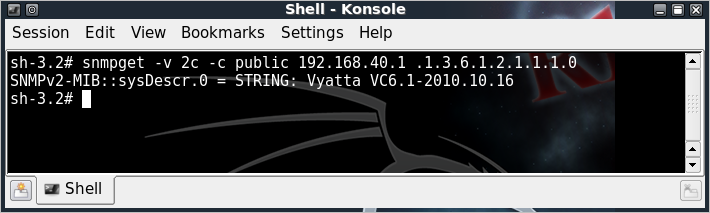 Shell - Konsole
Session Edit View Bookmarks Settings Help
sh-3.2# snmpget -v 2c -c public 192.168.40.1 .1.3.6.1.2.1.1.1.0
SNMPv2-MIB::sysDescr.0 = STRING: Vyatta VC6.1-2010.10.16
sh-3.2#
Shell